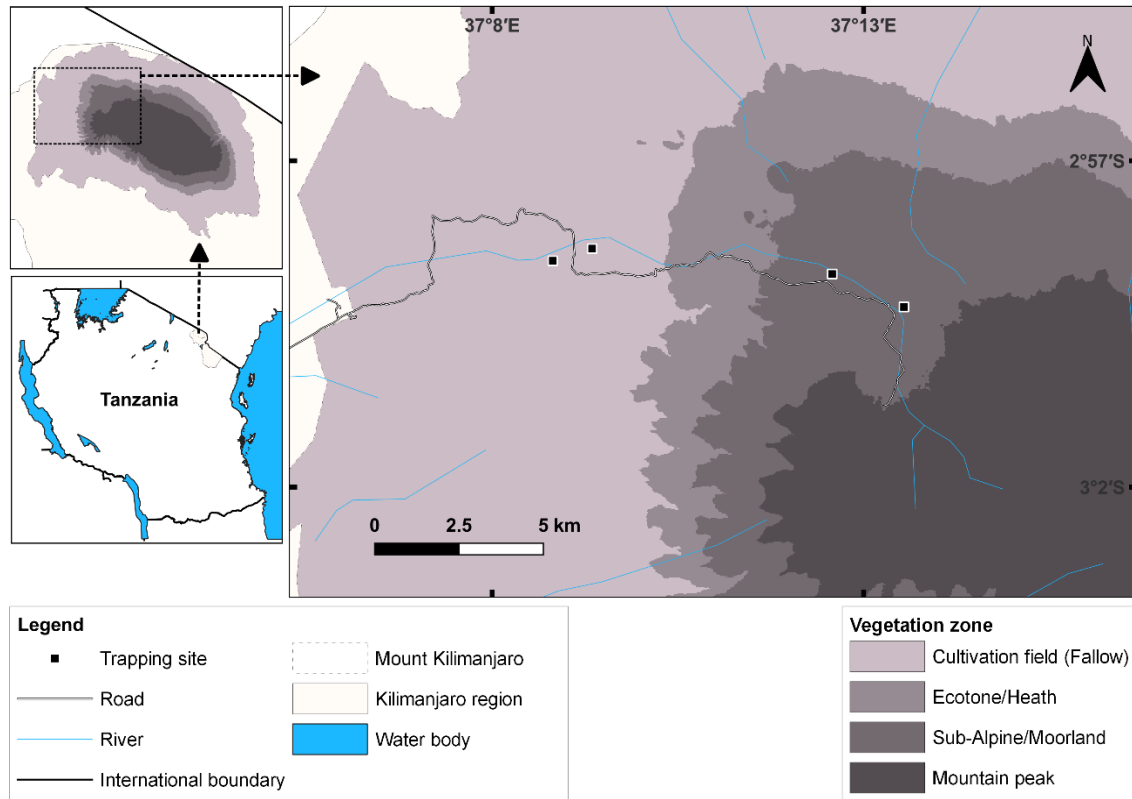 37°8′E
37°13′E
N
2°57′S
Tanzania
3°2′S
0
2.5
5 km
Legend
Trapping site
Road
River
International boundary
Mount Kilimanjaro
Kilimanjaro region
Water body
Vegetation zone
Cultivation field (Fallow)
Ecotone/Heath
Sub-Alpine/Moorland
Mountain peak